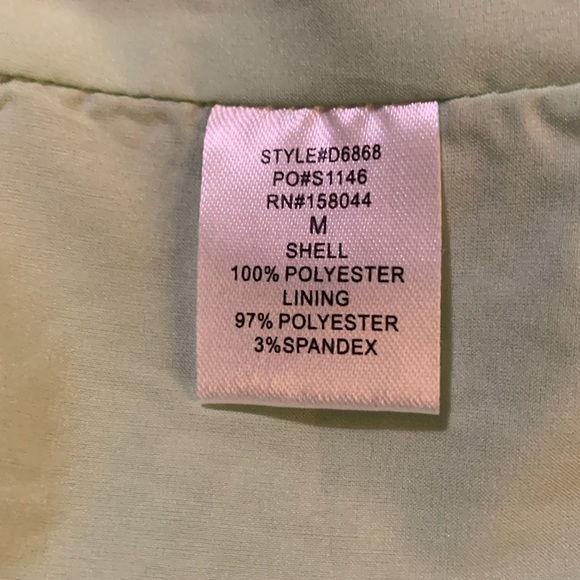 STYLE#D6868
PO#S1146
RN#158044
M
SHELL
100% POLYESTER
LINING
97% POLYESTER
3%SPANDEX